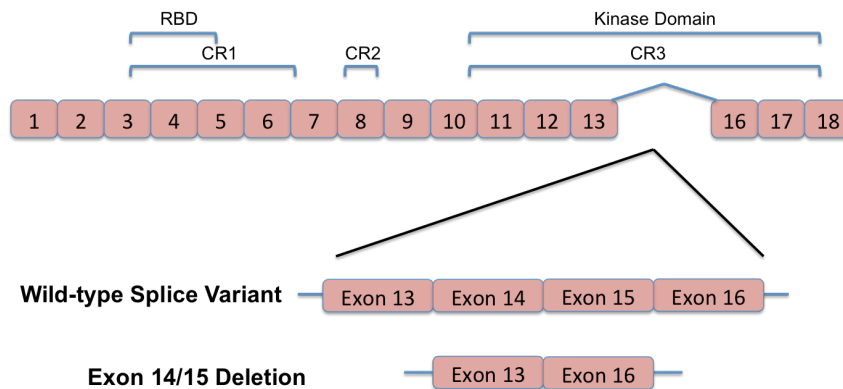 RBD
Kinase Domain
CR1
CR2
CR3
1 2 3 4 5 6 7 8 9 10 11 12 13 16 17 18
Wild-type Splice Variant
Exon 13 Exon 14 Exon 15 Exon 16
Exon 14/15 Deletion
Exon 13 Exon 16